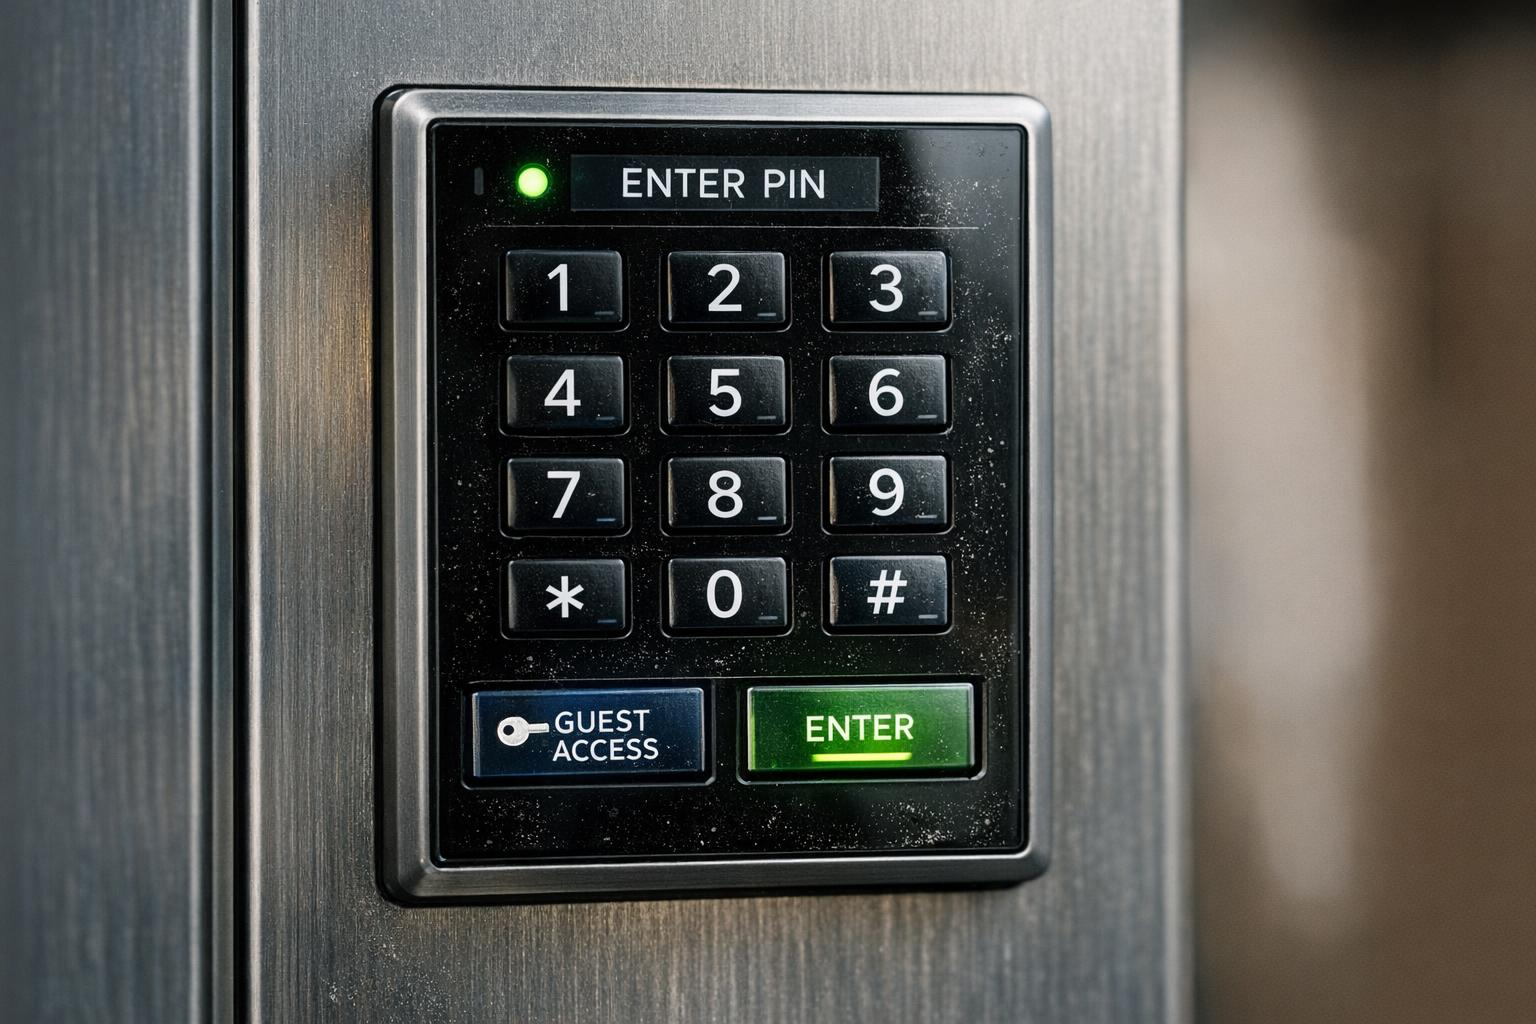 ENTER PIN
1 2 3
4 5 6
7 8 9
* 0 #
GUEST
ACCESS
ENTER